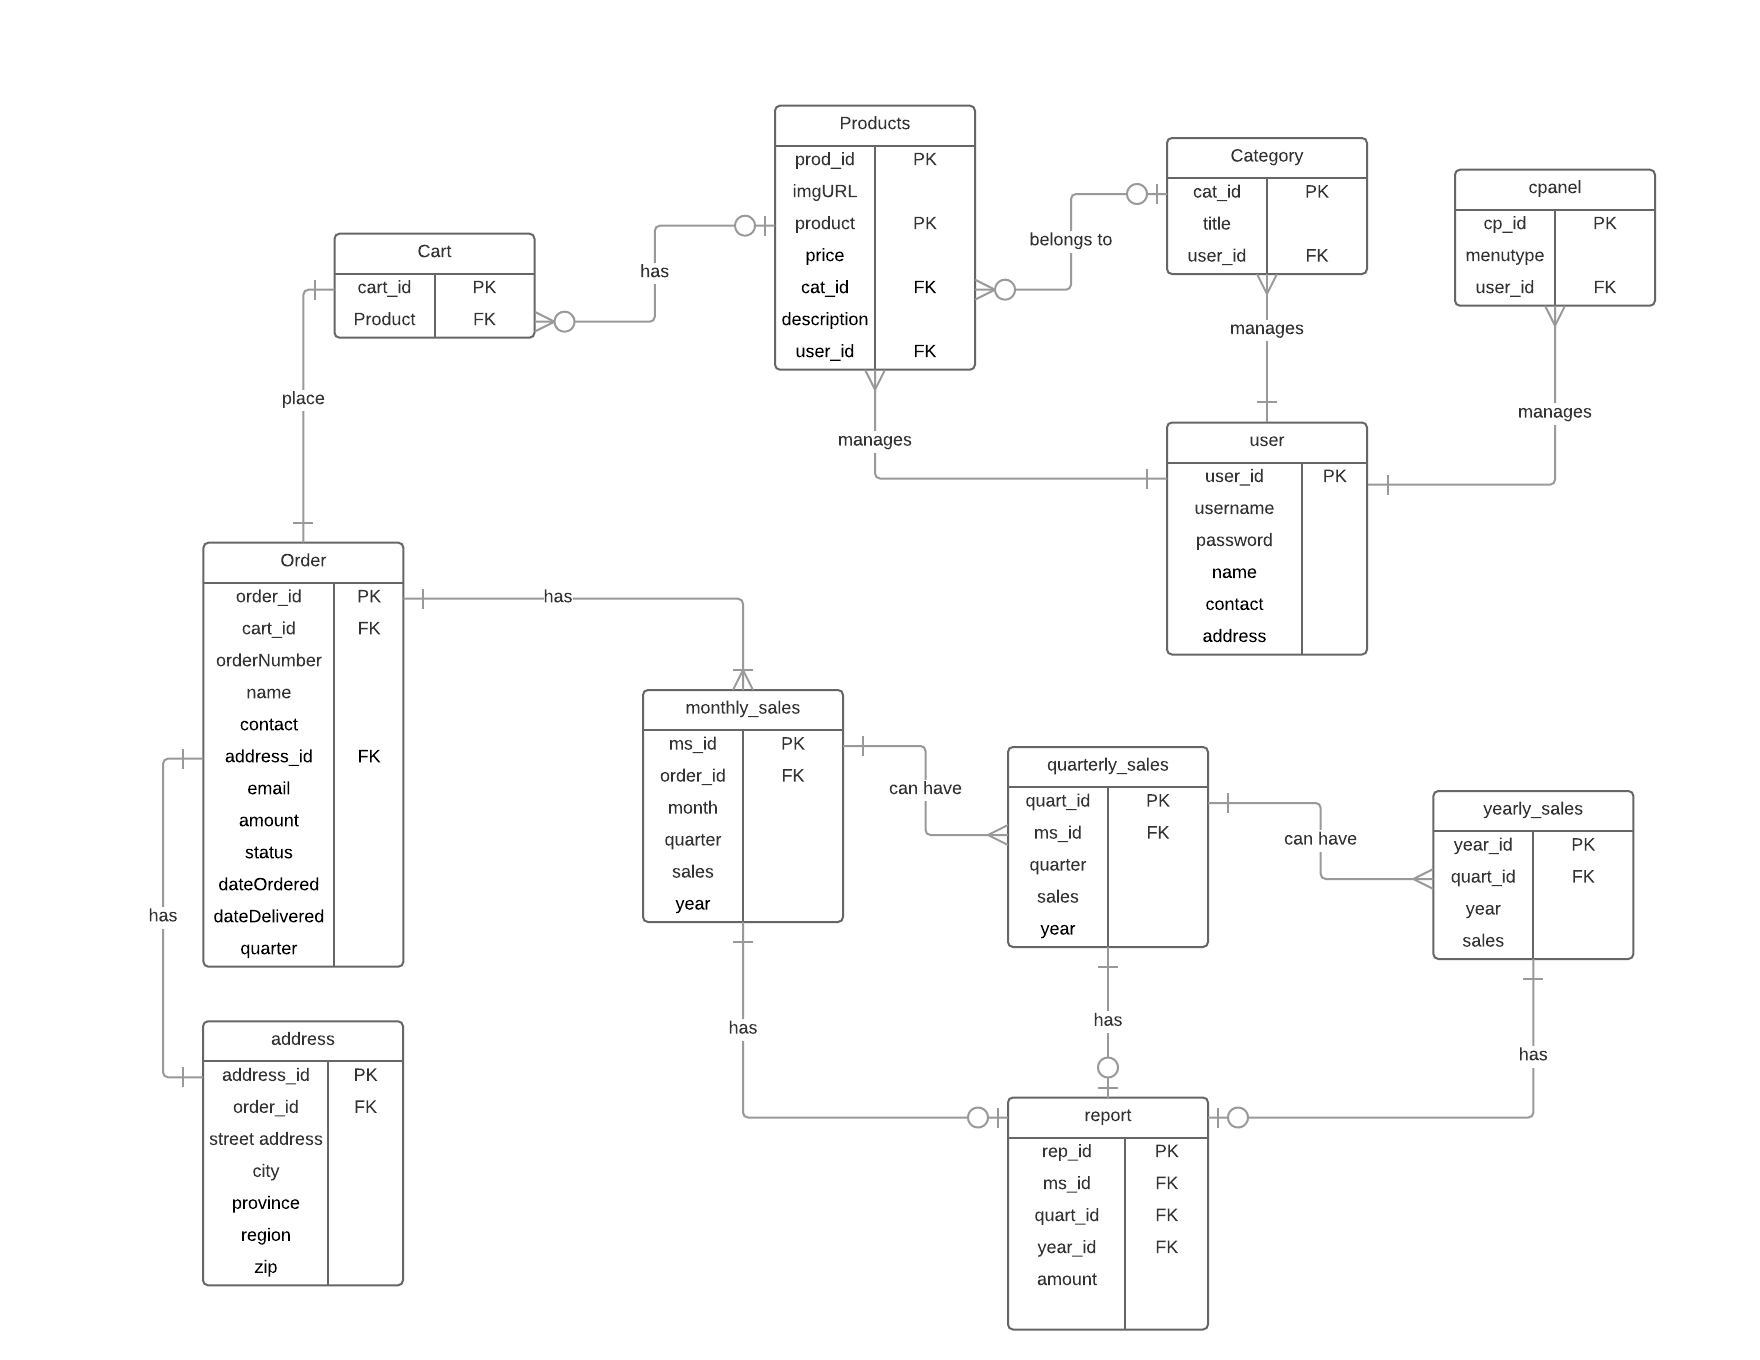 Products
prod_id PK
imgURL
product PK
price
cat_id FK
description
user_id FK
Category
cat_id PK
title
user_id FK
cpanel
cp_id PK
menutype
user_id FK
Cart
cart_id PK
Product FK
has
belongs to
manages
manages
manages
place
user
user_id PK
username
password
name
contact
address
Order
order_id PK
cart_id FK
orderNumber
name
contact
address_id FK
email
amount
status
dateOrdered
dateDelivered
quarter
has
has
monthly_sales
ms_id PK
order_id FK
month
quarter
sales
year
can have
quarterly_sales
quart_id PK
ms_id FK
quarter
sales
year
can have
yearly_sales
year_id PK
quart_id FK
year
sales
address
address_id PK
order_id FK
street address
city
province
region
zip
has
has
has
report
rep_id PK
ms_id FK
quart_id FK
year_id FK
amount